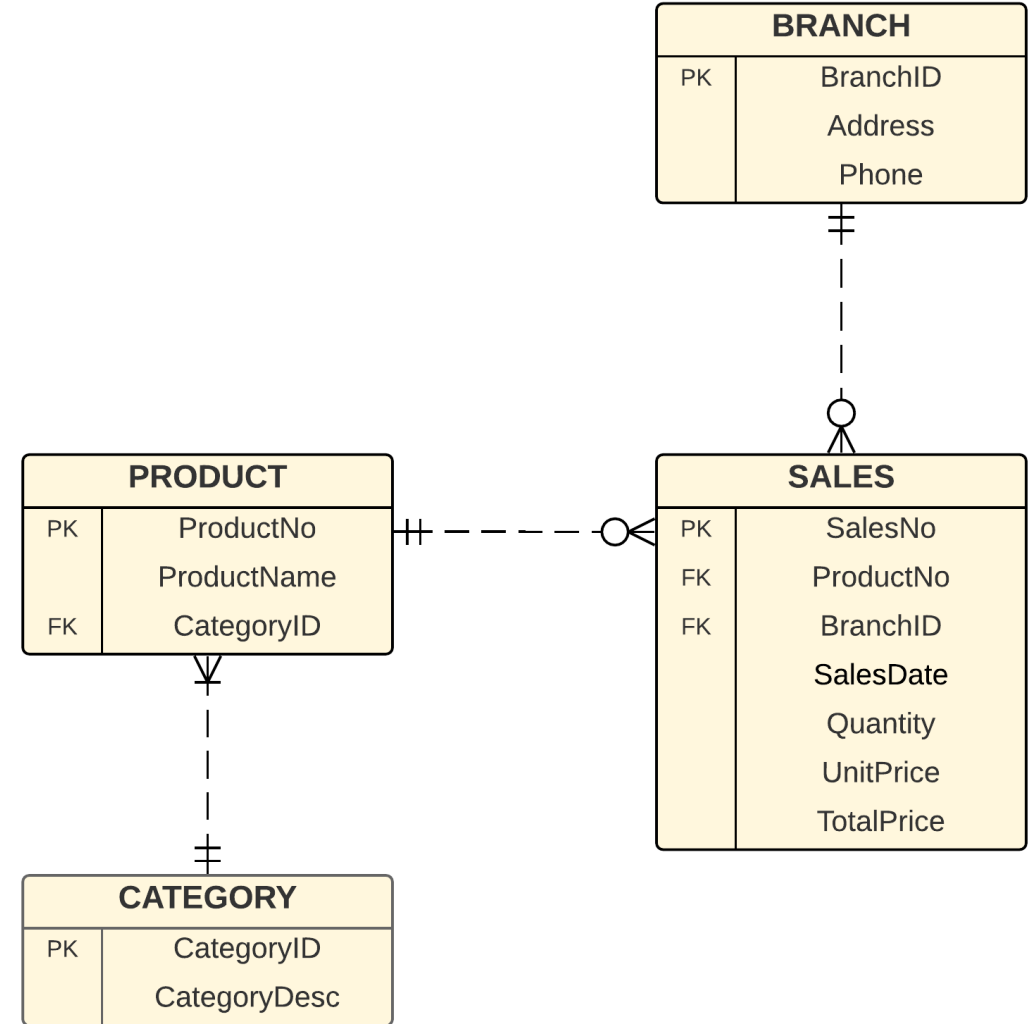 BRANCH
PK BranchID
Address
Phone
PRODUCT
PK ProductNo
ProductName
FK CategoryID
SALES
PK SalesNo
FK ProductNo
FK BranchID
SalesDate
Quantity
UnitPrice
TotalPrice
CATEGORY
PK CategoryID
CategoryDesc